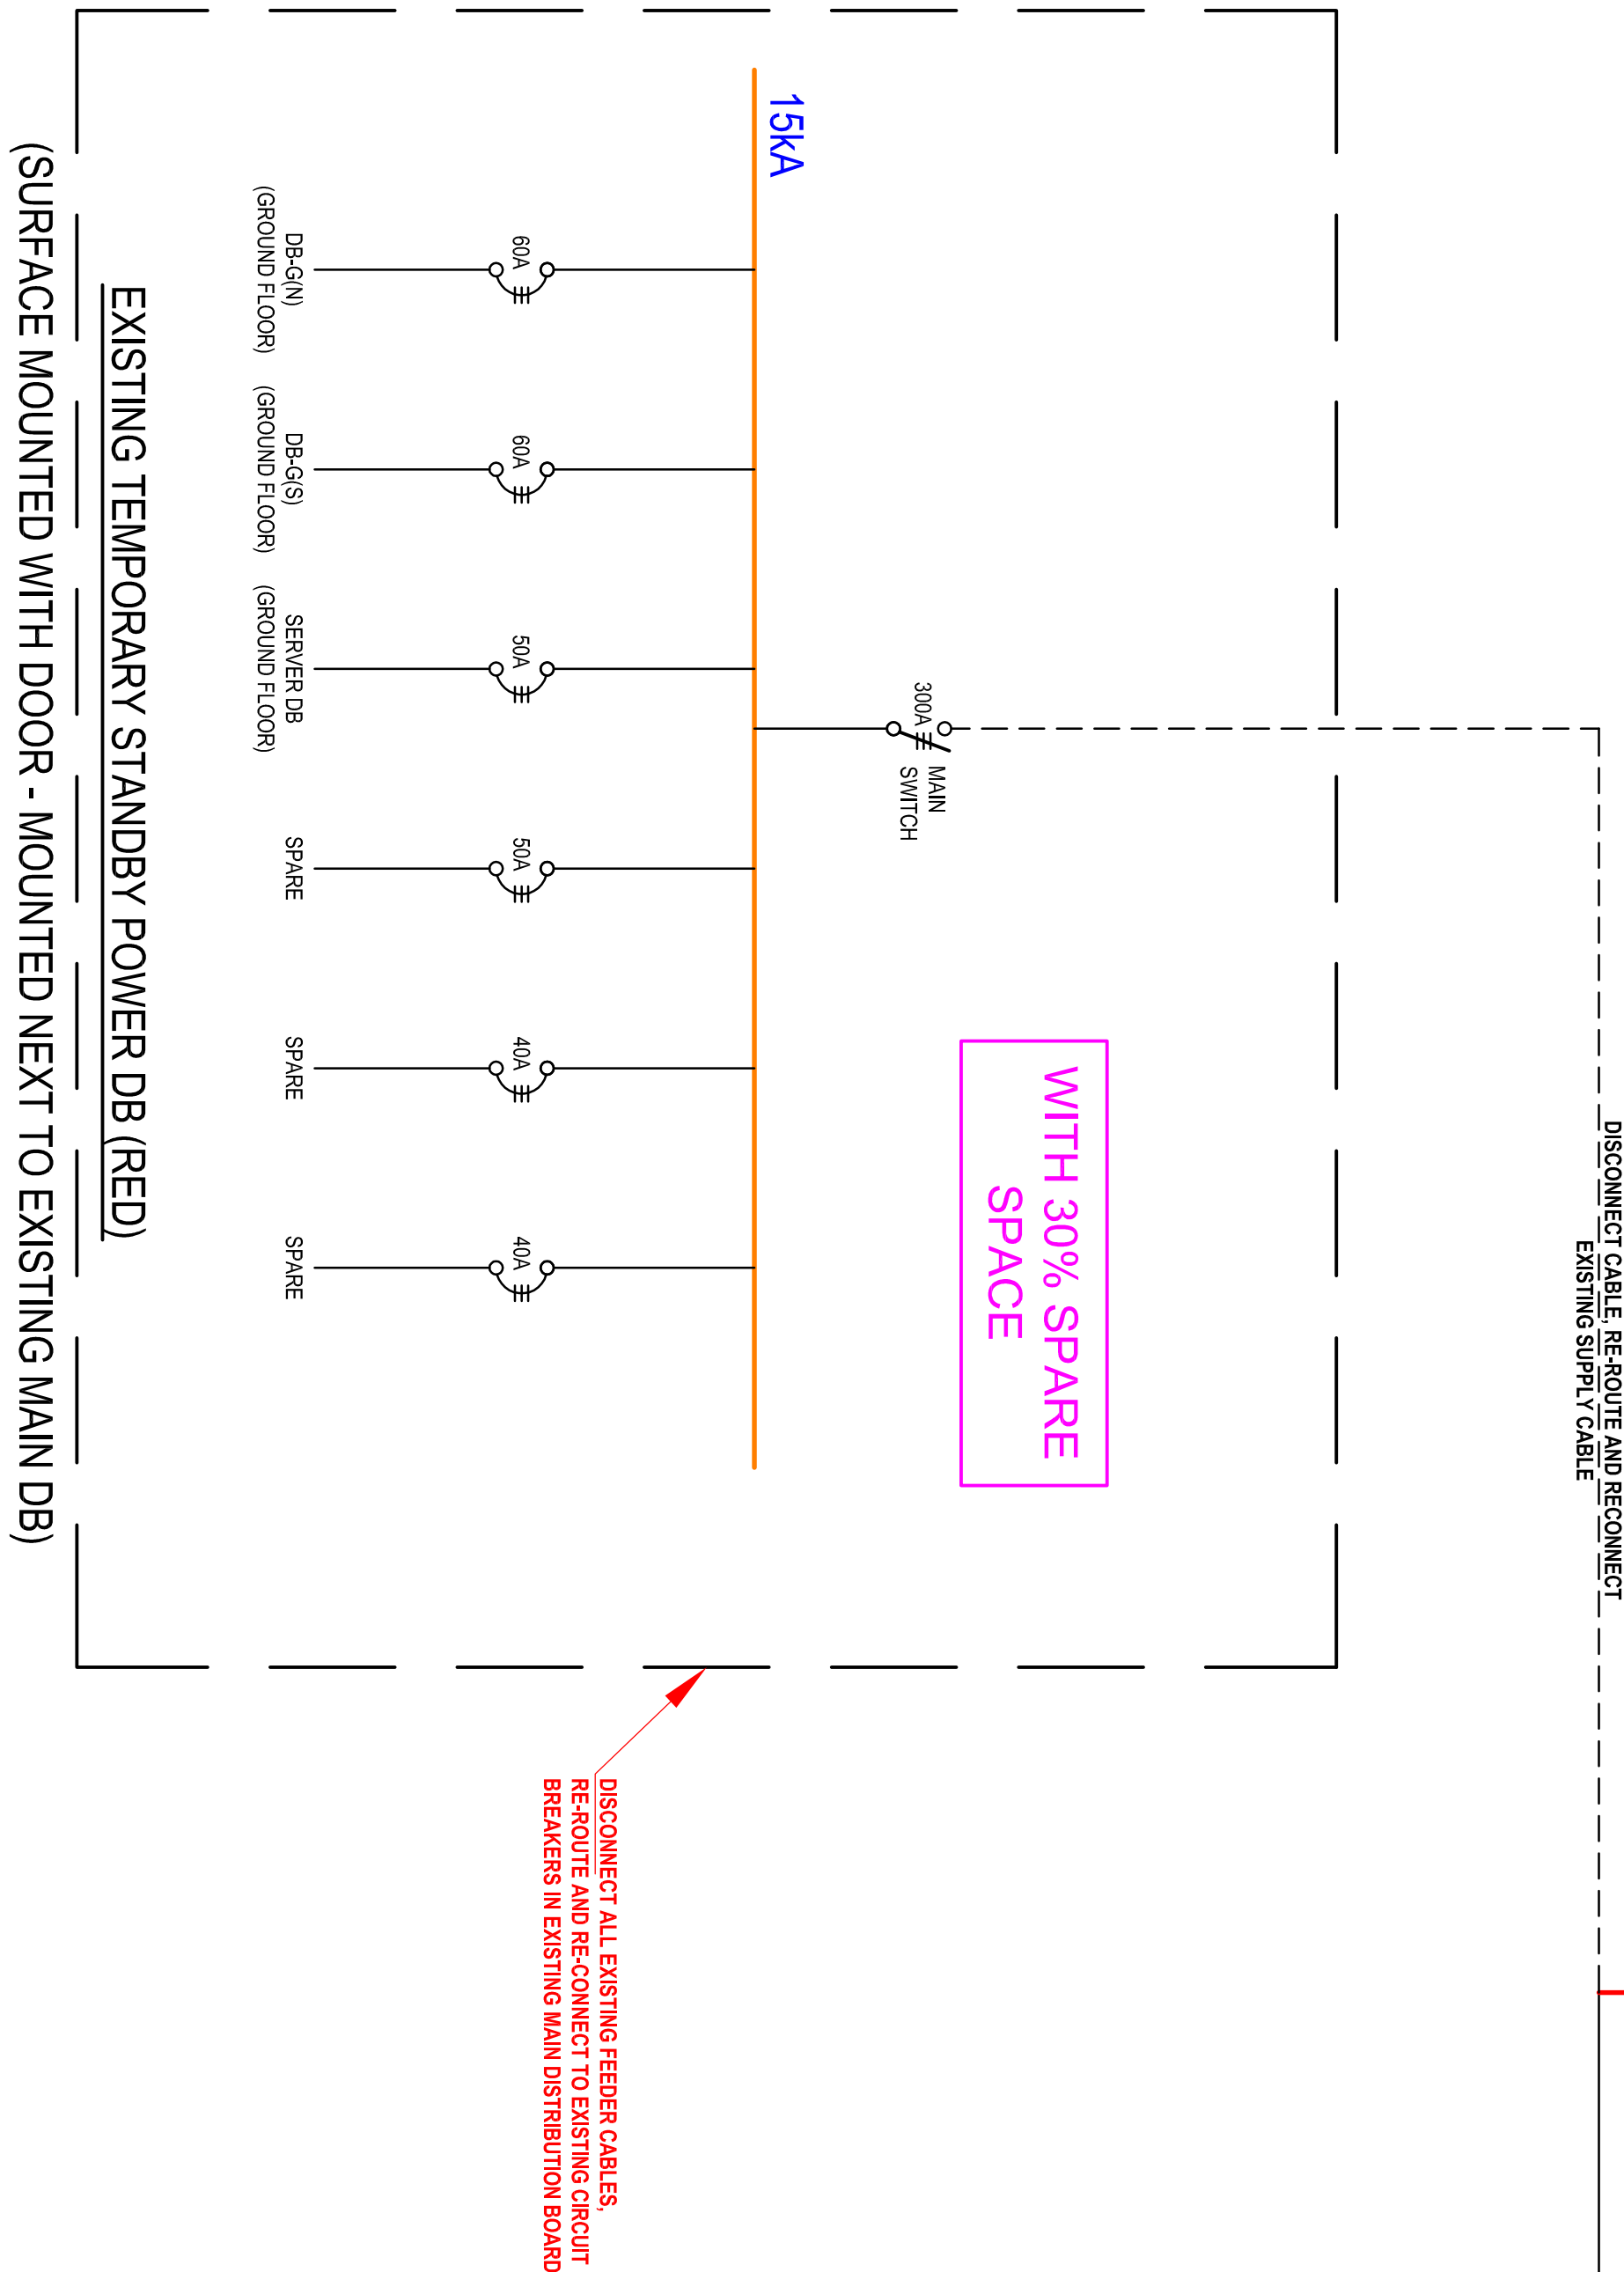 DISCONNECT CABLE, RE-ROUTE AND RECONNECT
EXISTING SUPPLY CABLE
WITH 30% SPARE
SPACE
300A
MAIN
SWITCH
15kA
60A
60A
50A
50A
40A
40A
DB-G(N)
(GROUND FLOOR)
DB-G(S)
(GROUND FLOOR)
SERVER DB
(GROUND FLOOR)
SPARE
SPARE
SPARE
DISCONNECT ALL EXISTING FEEDER CABLES,
RE-ROUTE AND RE-CONNECT TO EXISTING CIRCUIT
BREAKERS IN EXISTING MAIN DISTRIBUTION BOARD
EXISTING TEMPORARY STANDBY POWER DB (RED)
(SURFACE MOUNTED WITH DOOR - MOUNTED NEXT TO EXISTING MAIN DB)